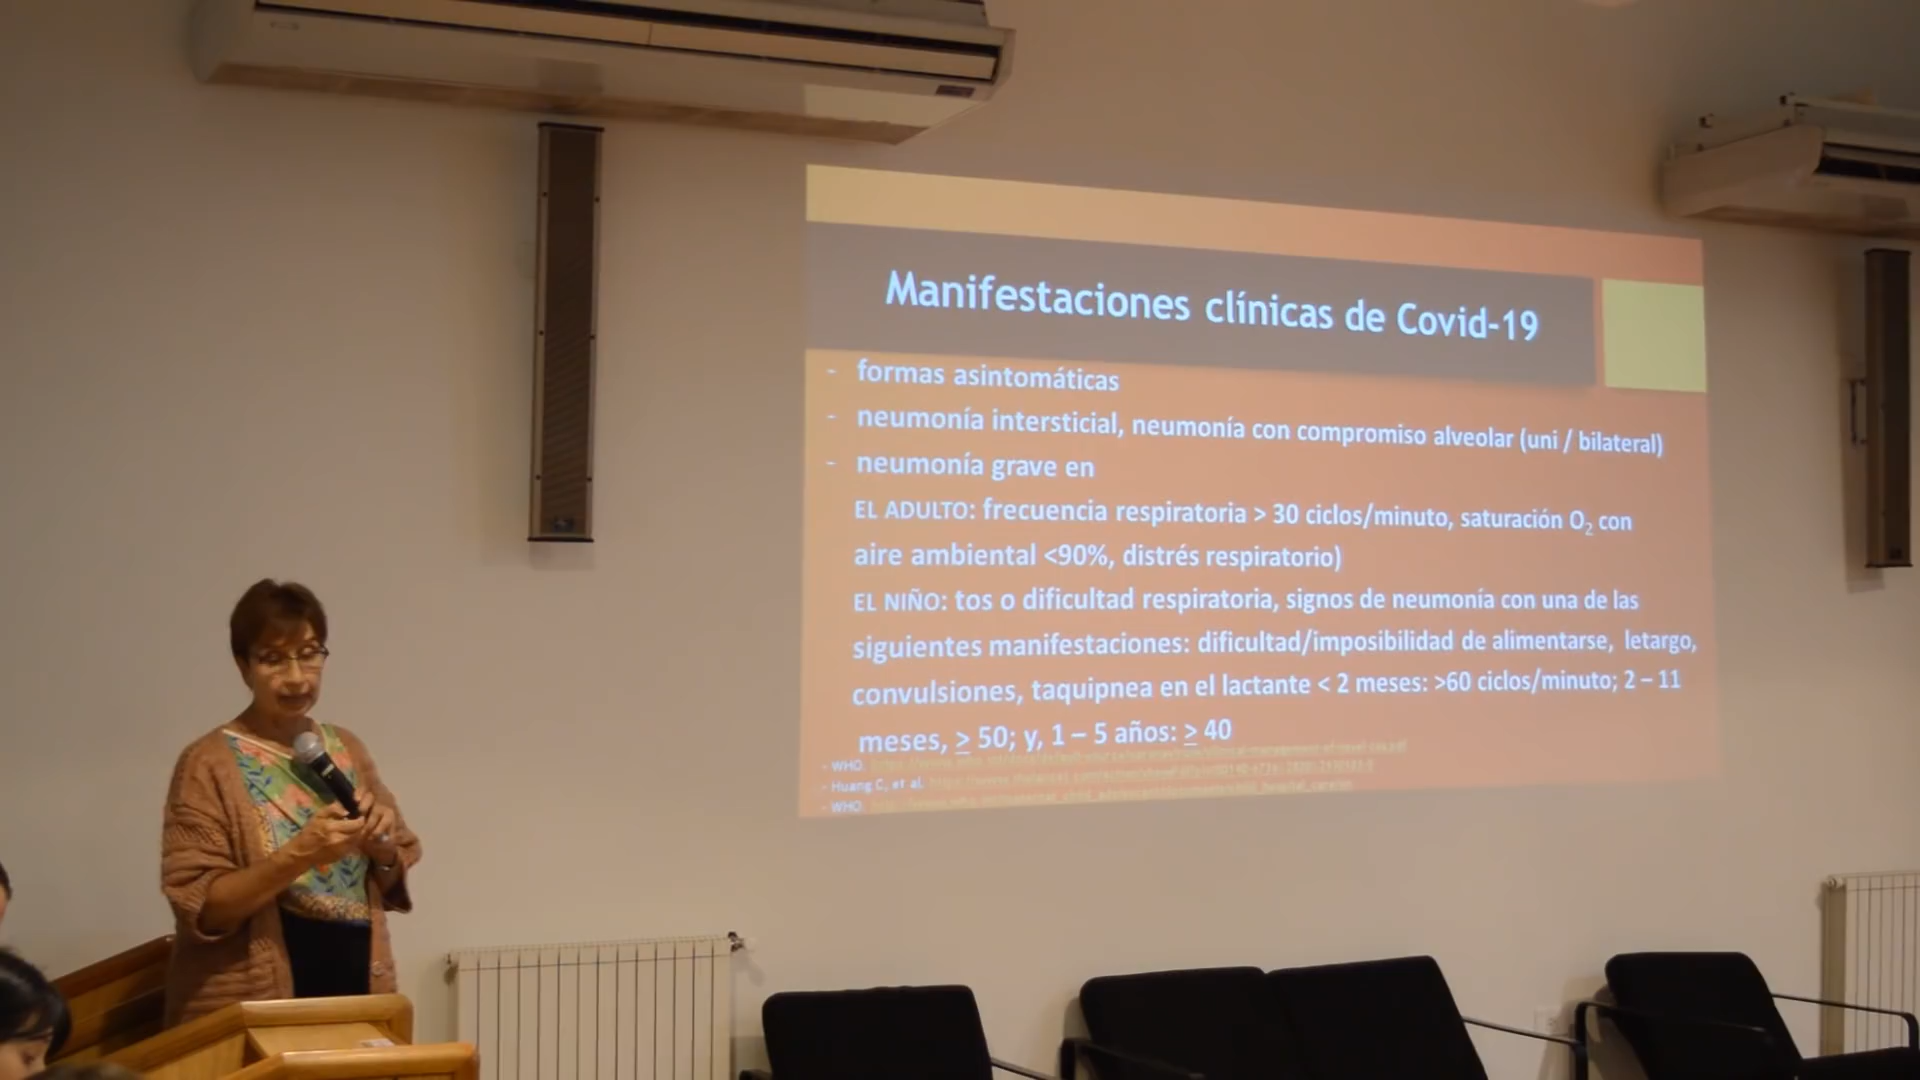 Manifestaciones clínicas de Covid-19
- formas asintomáticas
- neumonía intersticial, neumonía con compromiso alveolar (uni / bilateral)
- neumonía grave en
EL ADULTO: frecuencia respiratoria > 30 ciclos/minuto, saturación O₂ con
aire ambiental <90%, distrés respiratorio)
EL NIÑO: tos o dificultad respiratoria, signos de neumonía con una de las
siguientes manifestaciones: dificultad/imposibilidad de alimentarse, letargo,
convulsiones, taquipnea en el lactante < 2 meses: >60 ciclos/minuto; 2 – 11
meses, ≥ 50; y, 1 – 5 años: ≥ 40
- WHO.
- Huang C, et al.
- WHO.